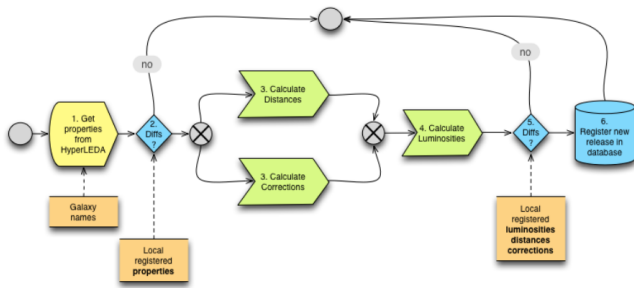 no
no
1. Get
properties
from
HyperLEDA
2.
Diffs
?
3. Calculate
Distances
3. Calculate
Corrections
4. Calculate
Luminosities
5.
Diffs
?
6.
Register new
release in
database
Galaxy
names
Local
registered
properties
Local
registered
luminosities
distances
corrections